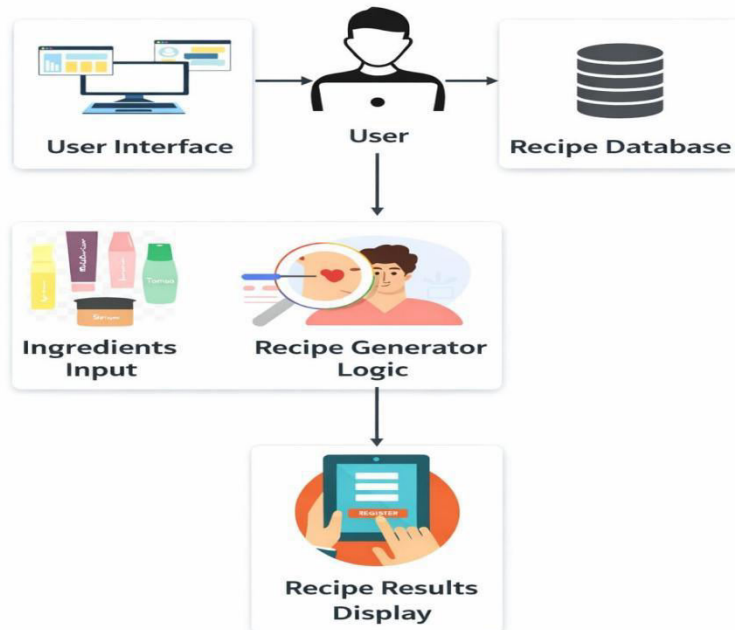 User Interface
User
Recipe Database
Ingredients
Input
Recipe Generator
Logic
REGISTER
Recipe Results
Display